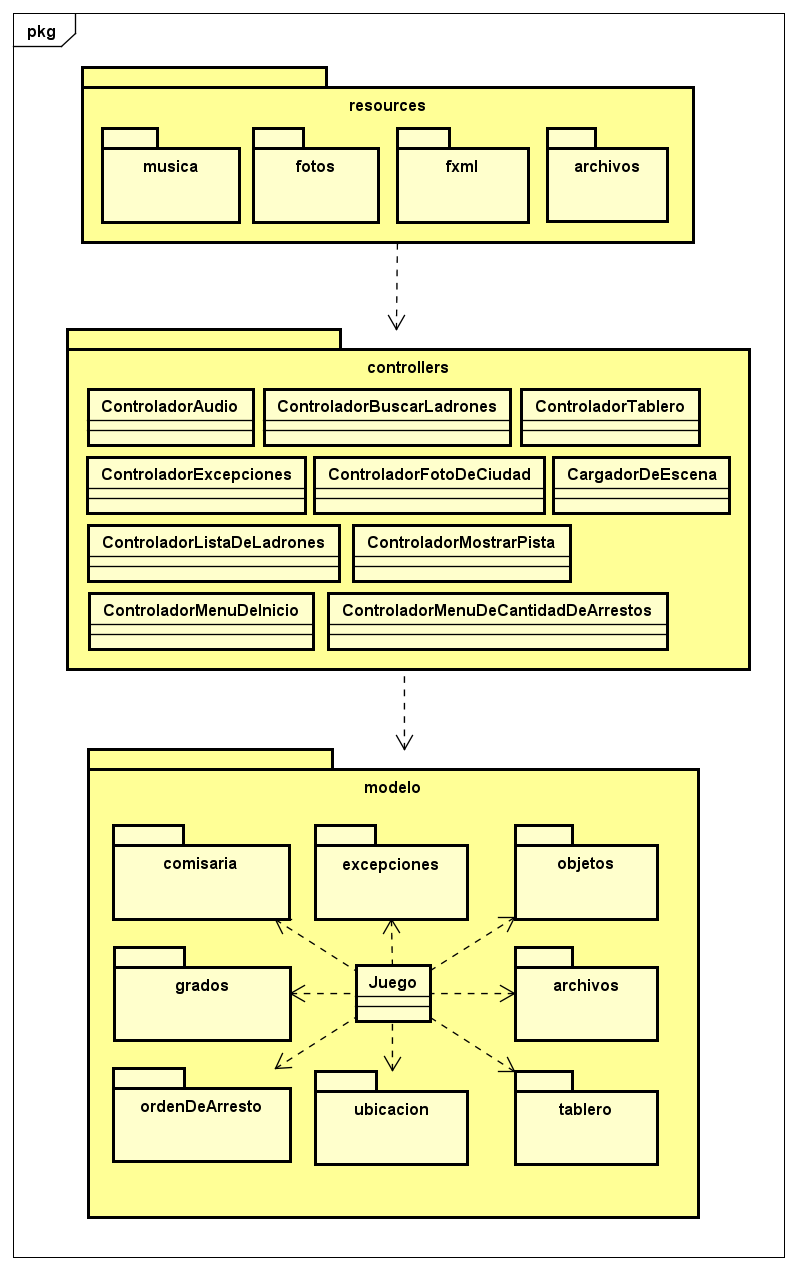 pkg
resources
musica
fotos
fxml
archivos
controllers
ControladorAudio
ControladorBuscarLadrones
ControladorTablero
ControladorExcepciones
ControladorFotoDeCiudad
CargadorDeEscena
ControladorListaDeLadrones
ControladorMostrarPista
ControladorMenuDeInicio
ControladorMenuDeCantidadDeArrestos
modelo
comisaria
excepciones
objetos
grados
Juego
archivos
ordenDeArresto
ubicacion
tablero